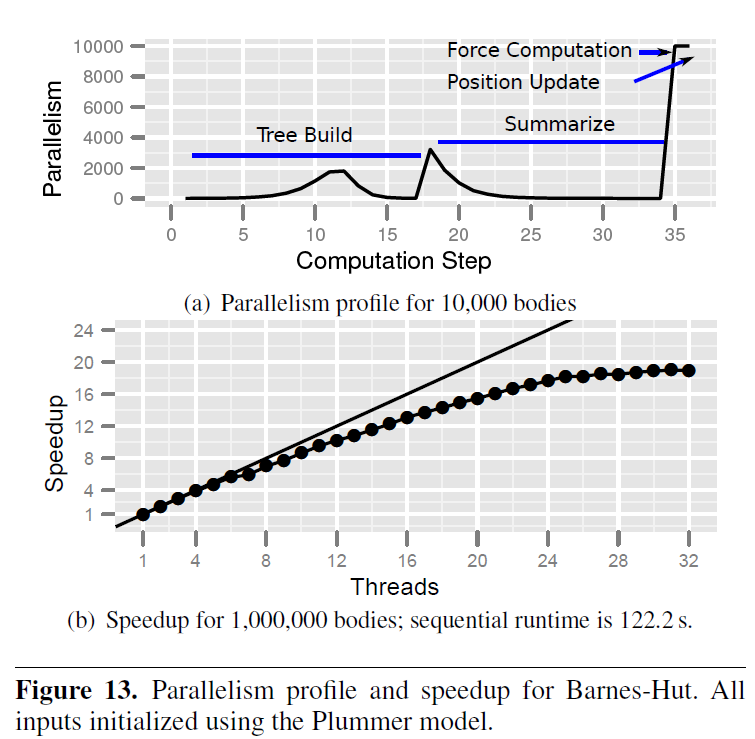 10000
8000
6000
4000
2000
0
Parallelism
Force Computation
Position Update
Tree Build
Summarize
0 5 10 15 20 25 30 35
Computation Step
(a) Parallelism profile for 10,000 bodies
24
20
16
12
8
4
1
Speedup
1 4 8 12 16 20 24 28 32
Threads
(b) Speedup for 1,000,000 bodies; sequential runtime is 122.2 s.
Figure 13. Parallelism profile and speedup for Barnes-Hut. All
inputs initialized using the Plummer model.